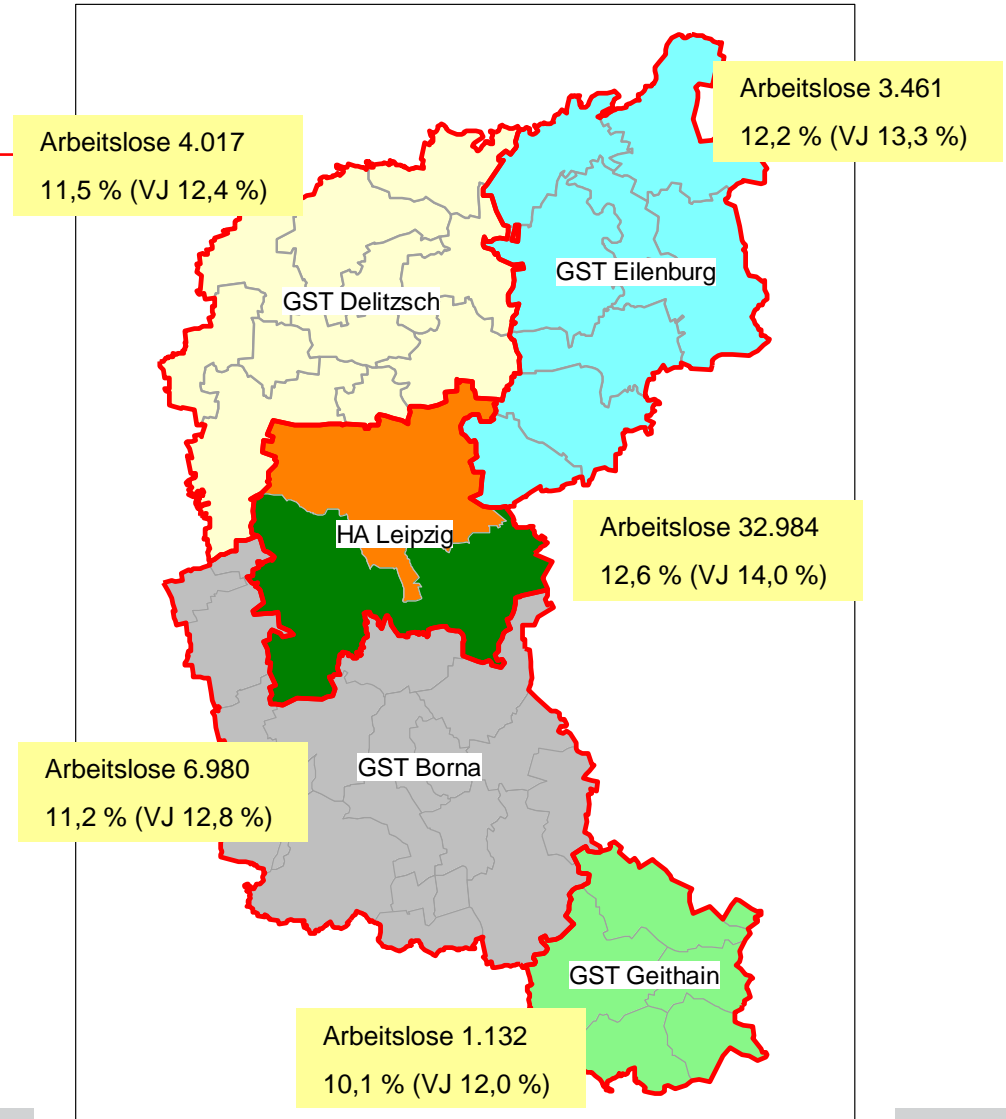 Arbeitslose 3.461
12,2 % (VJ 13,3 %)
Arbeitslose 4.017
11,5 % (VJ 12,4 %)
GST Eilenburg
GST Delitzsch
HA Leipzig
Arbeitslose 32.984
12,6 % (VJ 14,0 %)
Arbeitslose 6.980
11,2 % (VJ 12,8 %)
GST Borna
GST Geithain
Arbeitslose 1.132
10,1 % (VJ 12,0 %)